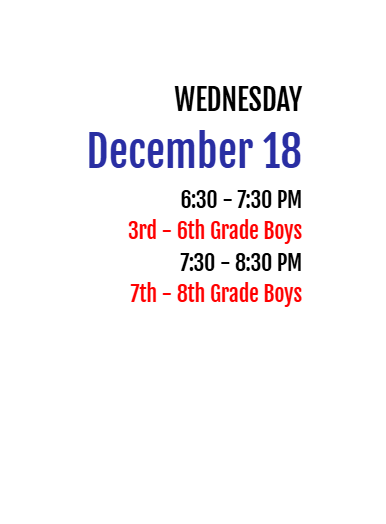 WEDNESDAY
December 18
6:30 - 7:30 PM
3rd - 6th Grade Boys
7:30 - 8:30 PM
7th - 8th Grade Boys